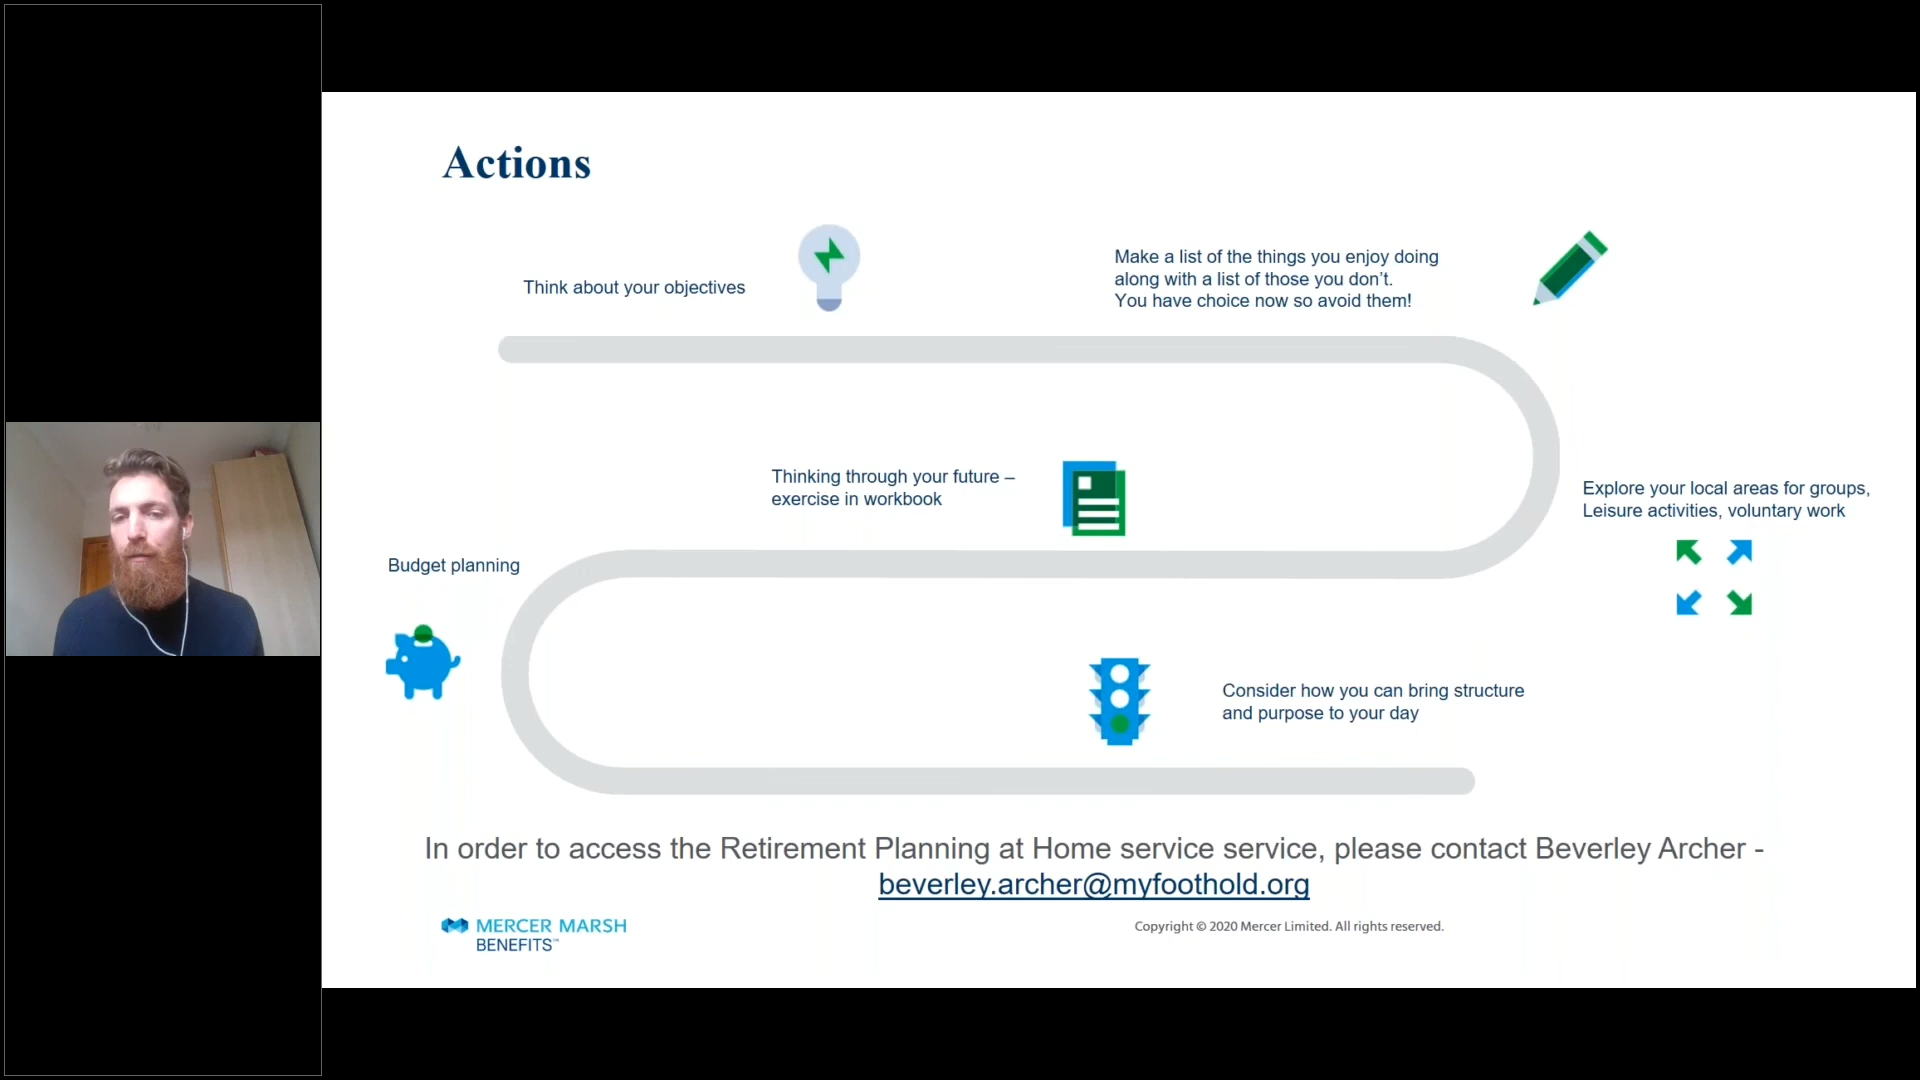 Actions
Think about your objectives
Make a list of the things you enjoy doing
along with a list of those you don't.
You have choice now so avoid them!
Explore your local areas for groups,
Leisure activities, voluntary work
Thinking through your future –
exercise in workbook
Budget planning
Consider how you can bring structure
and purpose to your day
In order to access the Retirement Planning at Home service service, please contact Beverley Archer -
beverley.archer@myfoothold.org
MERCER MARSH
BENEFITS™
Copyright © 2020 Mercer Limited. All rights reserved.